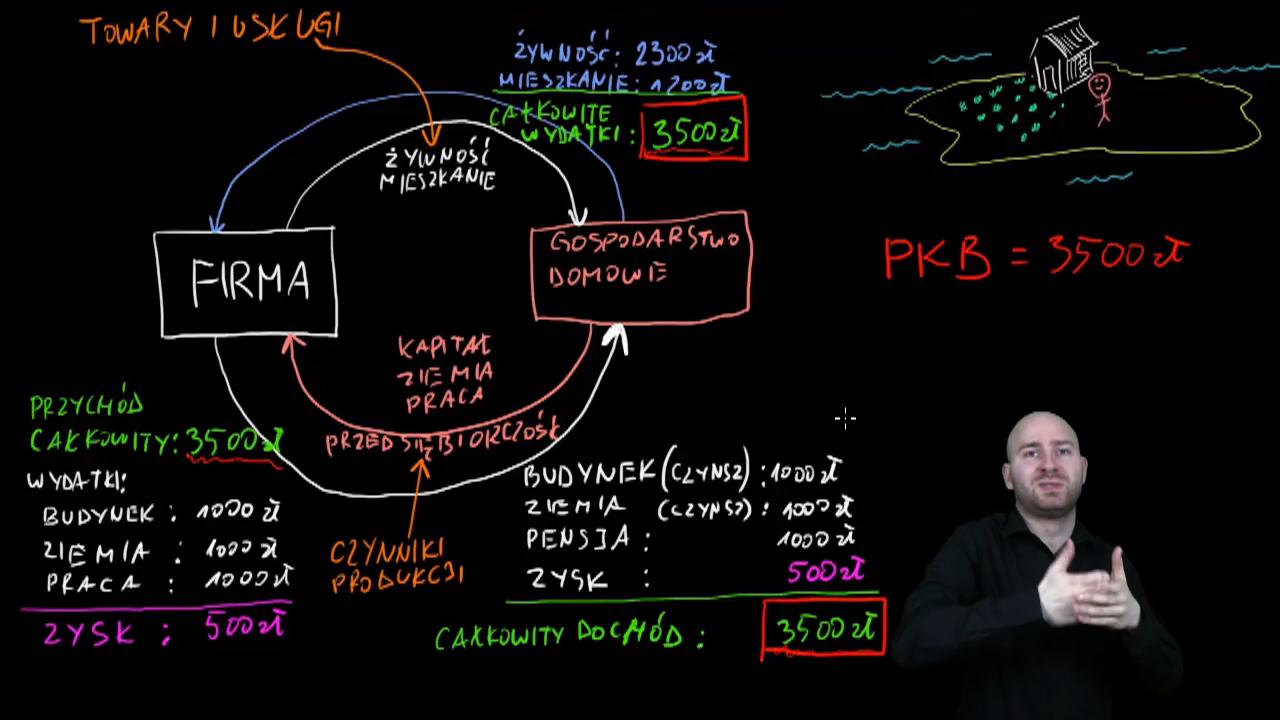 TOWARY I USŁUGI
ŻYWNOŚĆ: 2300 zł
MIESZKANIE: 1200 zł
CAŁKOWITE
WYDATKI: 3500 zł
ŻYWNOŚĆ
MIESZKANIE
FIRMA
GOSPODARSTWO
DOMOWE
PKB = 3500 zł
KAPITAŁ
ZIEMIA
PRACA
PRZEDSIĘBIORCZOŚĆ
CZYNNIKI
PRODUKCJI
PRZYCHÓD
CAŁKOWITY: 3500 zł
WYDATKI:
BUDYNEK: 1000 zł
ZIEMIA: 1000 zł
PRACA: 1000 zł
ZYSK: 500 zł
BUDYNEK (CZYNSZ): 1000 zł
ZIEMIA (CZYNSZ): 1000 zł
PENSJA: 1000 zł
ZYSK: 500 zł
CAŁKOWITY DOCHÓD: 3500 zł